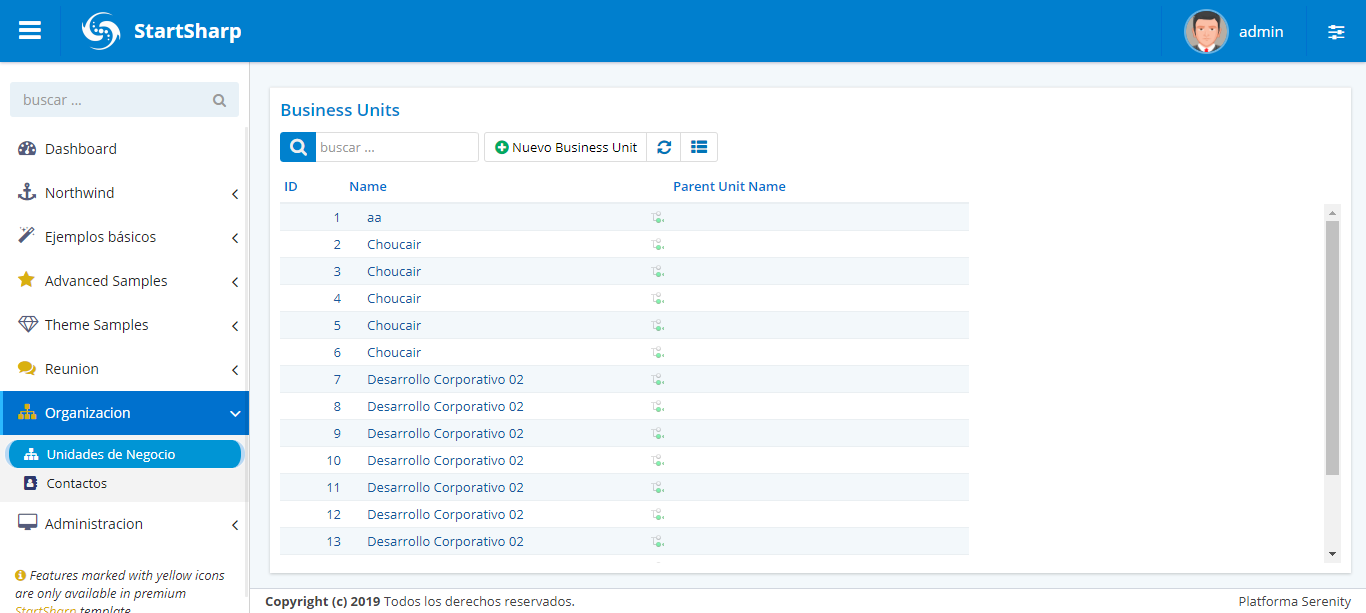 StartSharp
admin
buscar ...
Dashboard
Northwind
Ejemplos básicos
Advanced Samples
Theme Samples
Reunion
Organizacion
Unidades de Negocio
Contactos
Administracion
Features marked with yellow icons
are only available in premium
StartSharp template
Business Units
buscar ...
Nuevo Business Unit
ID Name Parent Unit Name
1 aa
2 Choucair
3 Choucair
4 Choucair
5 Choucair
6 Choucair
7 Desarrollo Corporativo 02
8 Desarrollo Corporativo 02
9 Desarrollo Corporativo 02
10 Desarrollo Corporativo 02
11 Desarrollo Corporativo 02
12 Desarrollo Corporativo 02
13 Desarrollo Corporativo 02
Copyright (c) 2019 Todos los derechos reservados.
Platforma Serenity